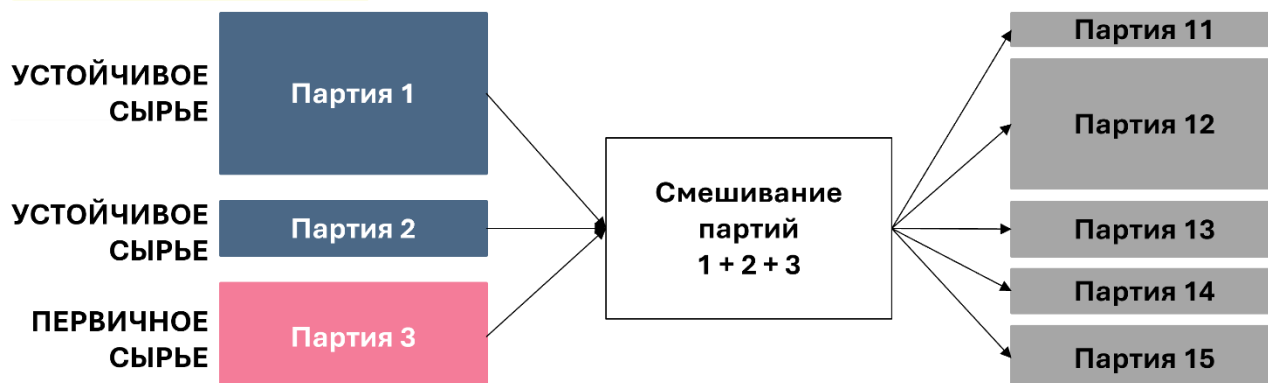 УСТОЙЧИВОЕ
СЫРЬЕ
Партия 1
УСТОЙЧИВОЕ
СЫРЬЕ
Партия 2
ПЕРВИЧНОЕ
СЫРЬЕ
Партия 3
Смешивание
партий
1 + 2 + 3
Партия 11
Партия 12
Партия 13
Партия 14
Партия 15